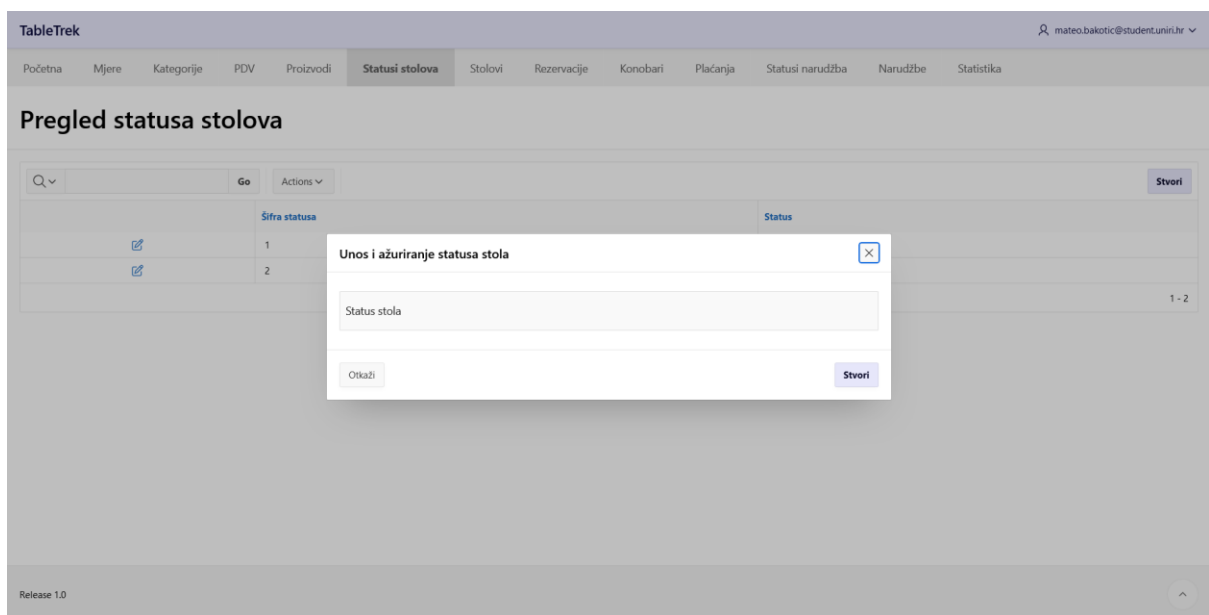 TableTrek
mateo.bakotic@student.uniri.hr
Početna Mjere Kategorije PDV Proizvodi Statusi stolova Stolovi Rezervacije Konobari Plaćanja Statusi narudžba Narudžbe Statistika
Pregled statusa stolova
Go Actions Stvori
Šifra statusa Status
1
2
1 - 2
Unos i ažuriranje statusa stola
Status stola
Otkaži Stvori
Release 1.0